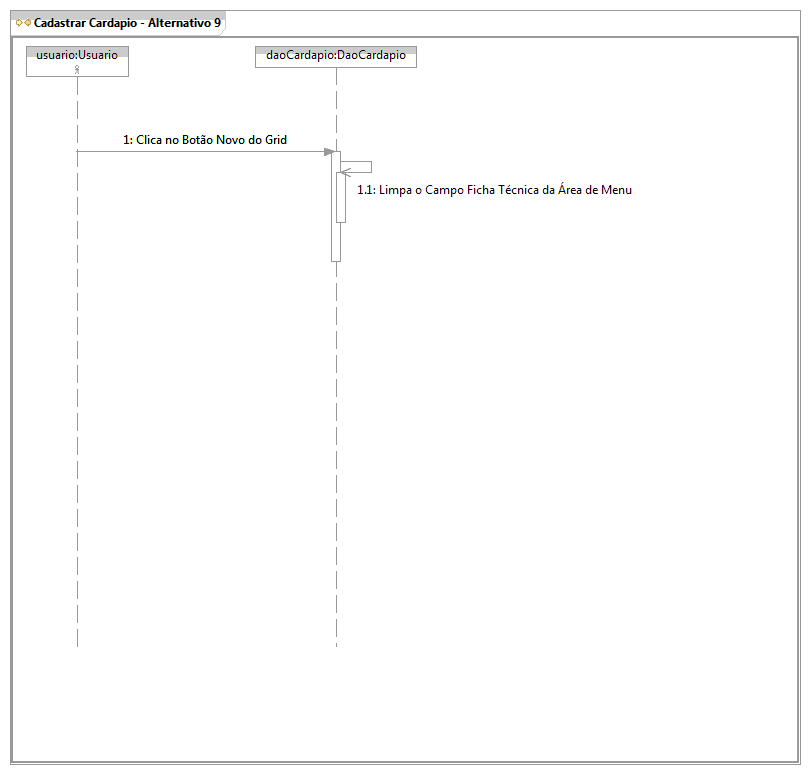 Cadastrar Cardapio - Alternativo 9
usuario:Usuario
daoCardapio:DaoCardapio
1: Clica no Botão Novo do Grid
1.1: Limpa o Campo Ficha Técnica da Área de Menu